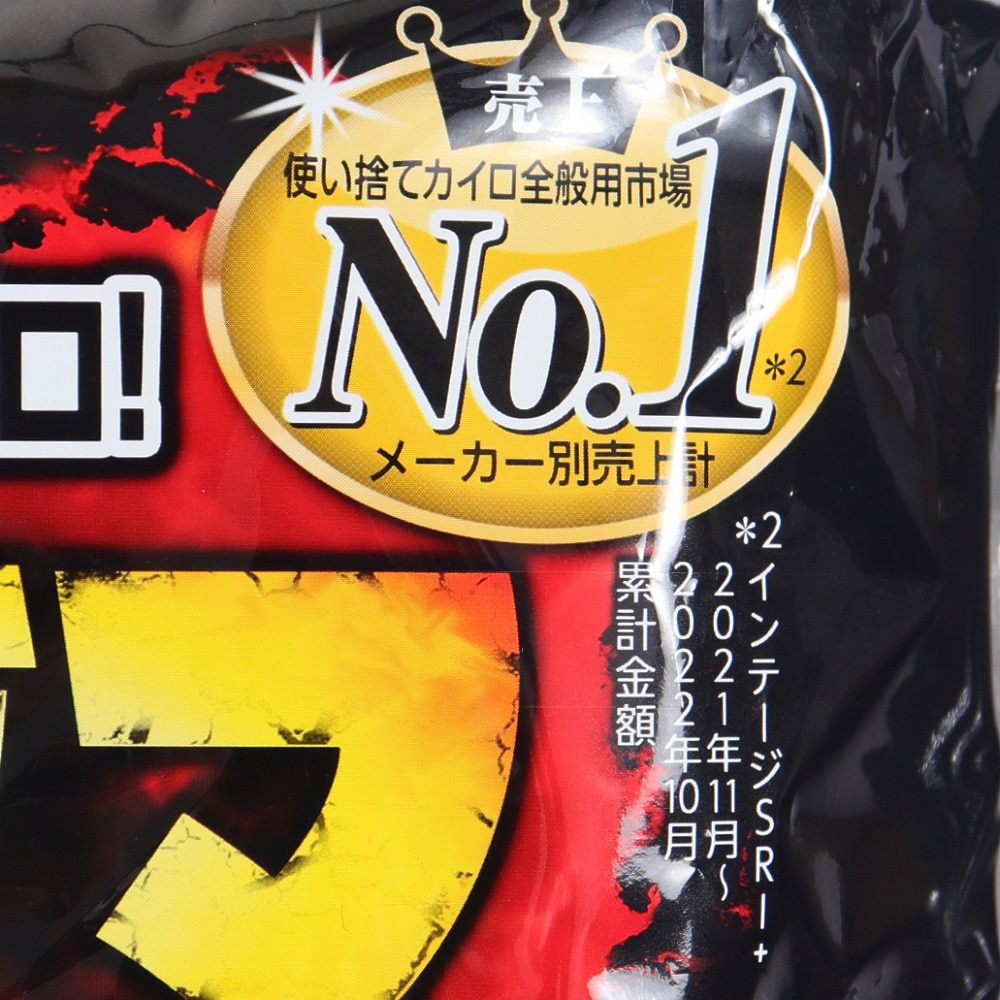 売上
使い捨てカイロ全般用市場
No.1
*2
メーカー別売上計
ロ!
*2インテージSRI+
2021年11月~
2022年10月
累計金額